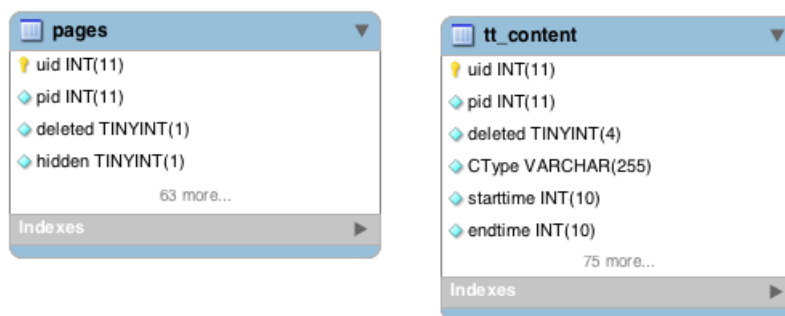 pages
uid INT(11)
pid INT(11)
deleted TINYINT(1)
hidden TINYINT(1)
63 more...
Indexes
tt_content
uid INT(11)
pid INT(11)
deleted TINYINT(4)
CType VARCHAR(255)
starttime INT(10)
endtime INT(10)
75 more...
Indexes